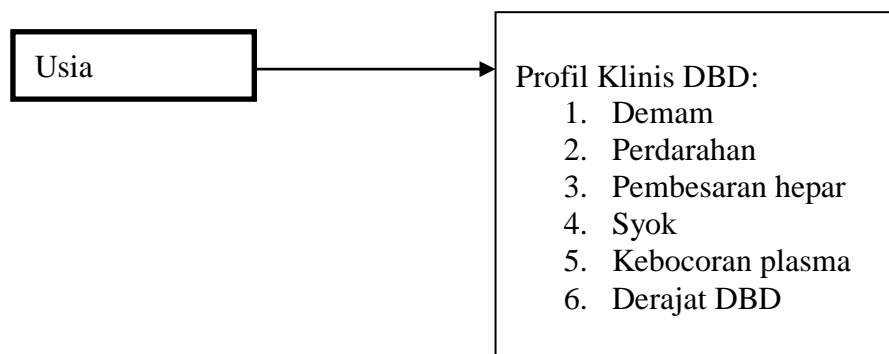 Usia
Profil Klinis DBD:
1. Demam
2. Perdarahan
3. Pembesaran hepar
4. Syok
5. Kebocoran plasma
6. Derajat DBD